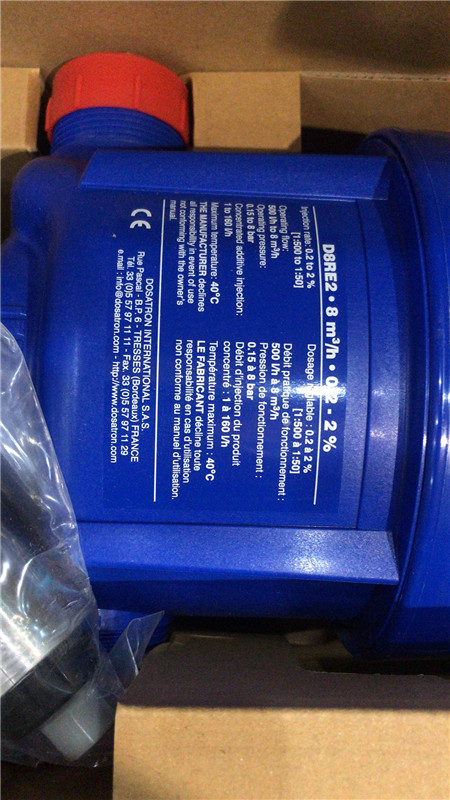 D8RE2 • 8 m³/h • 0.2 - 2 %
Injection rate: 0.2 to 2 %
[1:500 to 1:50]
Operating flow:
500 l/h to 8 m³/h
Operating pressure:
0.15 to 8 bar
Concentrated additive injection:
1 to 160 l/h
Maximum temperature: 40°C
THE MANUFACTURER declines
all responsibility in event of use
not conforming with the owner's
manual.
Dosage réglable : 0.2 à 2 %
[1:500 à 1:50]
Débit pratique de fonctionnement :
500 l/h à 8 m³/h
Pression de fonctionnement :
0.15 à 8 bar
Débit d'injection du produit
concentré : 1 à 160 l/h
Température maximum : 40°C
LE FABRICANT décline toute
responsabilité en cas d'utilisation
non conforme au manuel d'utilisation.
CE
DOSATRON INTERNATIONAL S.A.S.
Rue Pascal - B.P. 6 - TRESSES (Bordeaux) FRANCE
Tél. 33 (0)5 57 97 11 11 - Fax. 33 (0)5 57 97 11 29
e.mail : info@dosatron.com - http://www.dosatron.com